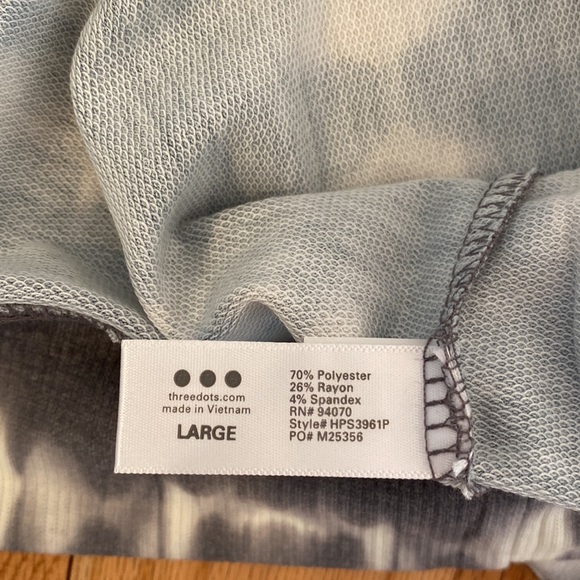 threedots.com
made in Vietnam
LARGE
70% Polyester
26% Rayon
4% Spandex
RN# 94070
Style# HPS3961P
PO# M25356